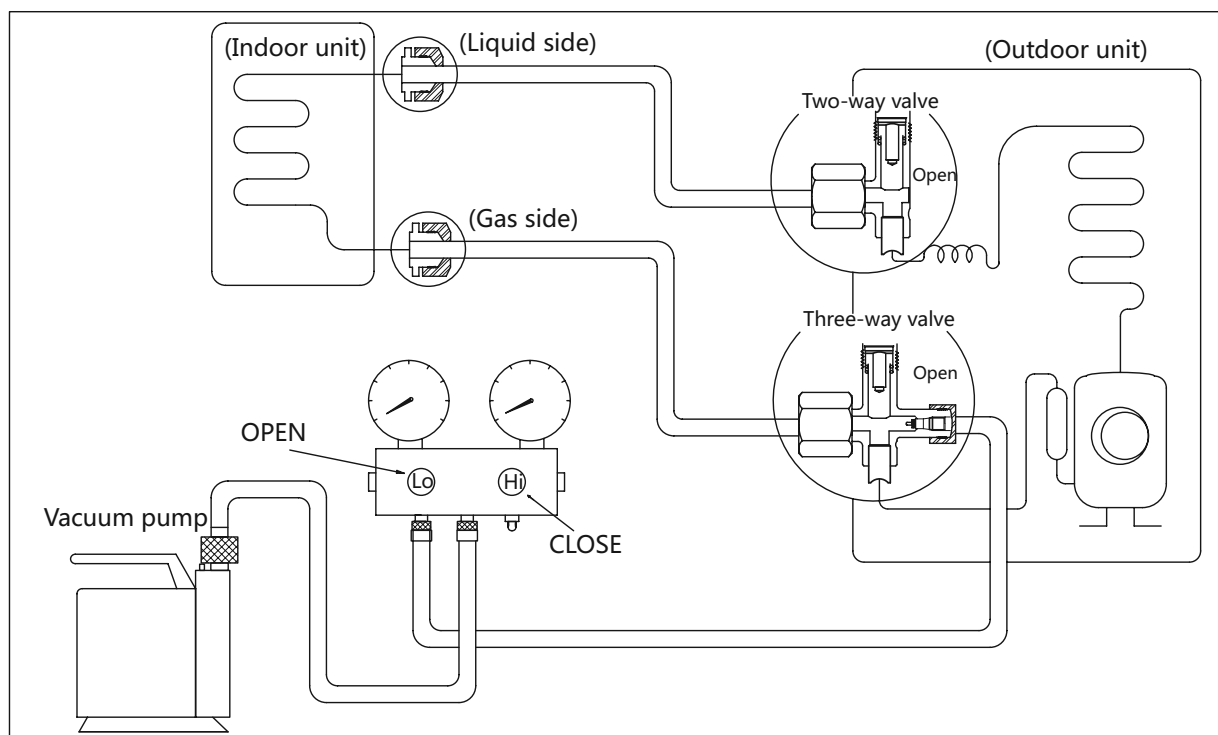 (Indoor unit)
(Liquid side)
(Outdoor unit)
Two-way valve
Open
(Gas side)
Three-way valve
Open
OPEN
Lo
Hi
Vacuum pump
CLOSE